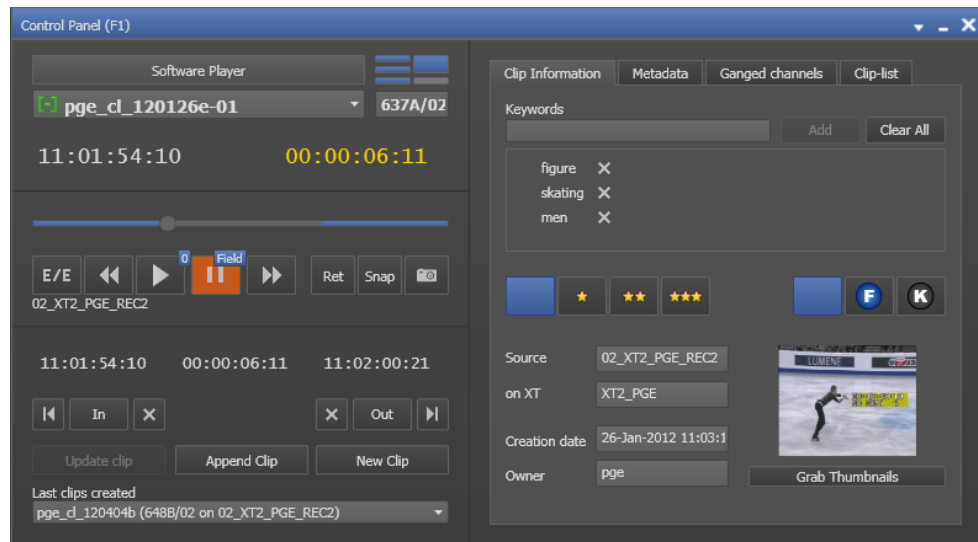 Control Panel (F1)
Software Player
[-] pge_cl_120126e-01
637A/02
11:01:54:10 00:00:06:11
E/E
0
Field
Ret
Snap
02_XT2_PGE_REC2
11:01:54:10 00:00:06:11 11:02:00:21
In
Out
Update clip
Append Clip
New Clip
Last clips created
pge_cl_120404b (648B/02 on 02_XT2_PGE_REC2)
Clip Information
Metadata
Ganged channels
Clip-list
Keywords
Add
Clear All
figure
skating
men
F
K
Source 02_XT2_PGE_REC2
on XT XT2_PGE
Creation date 26-Jan-2012 11:03:1
Owner pge
LUMENE
Grab Thumbnails